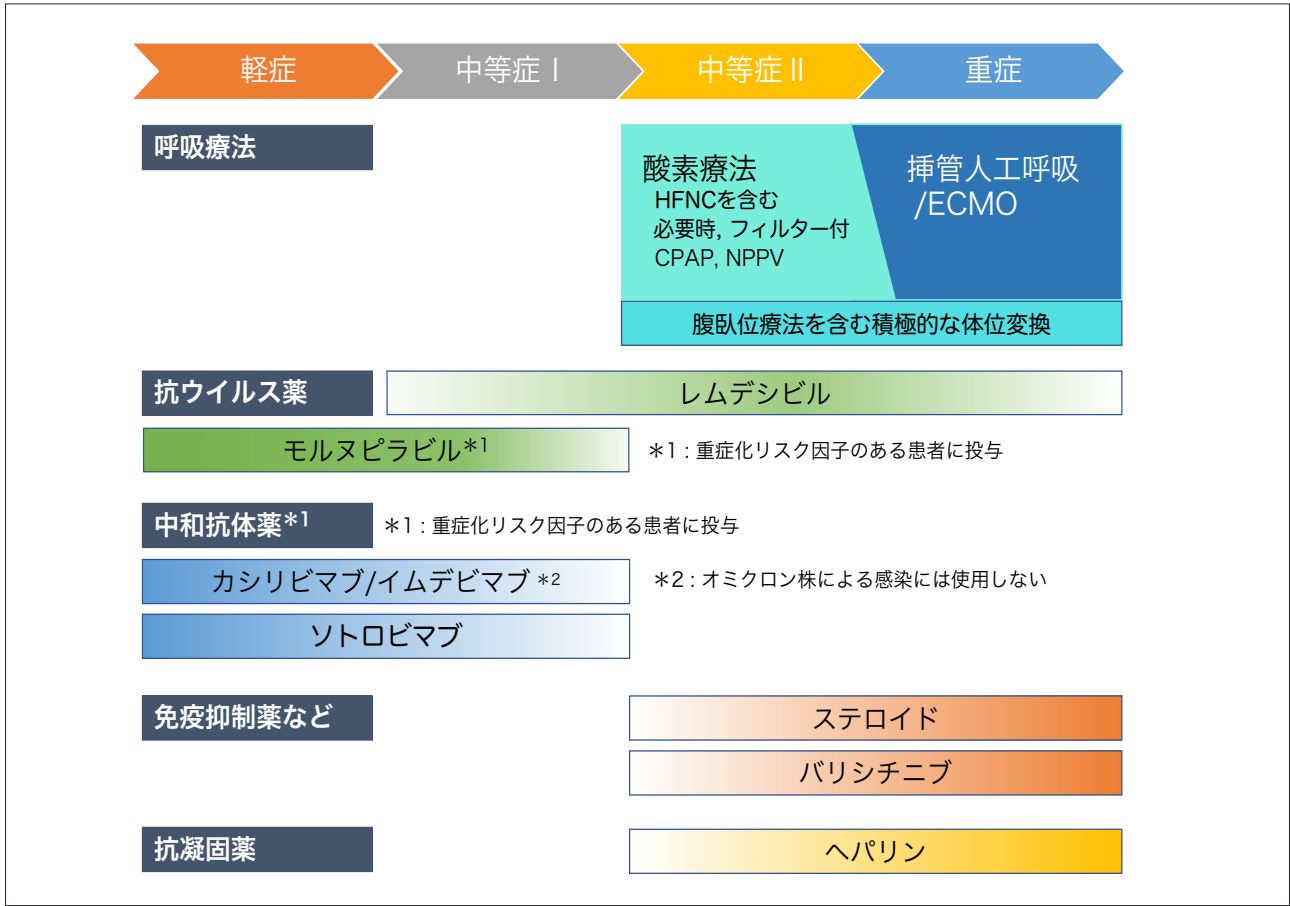 軽症
中等症Ⅰ
中等症Ⅱ
重症
呼吸療法
酸素療法
HFNCを含む
必要時, フィルター付
CPAP, NPPV
挿管人工呼吸
/ECMO
腹臥位療法を含む積極的な体位変換
抗ウイルス薬
レムデシビル
モルヌピラビル*1
*1：重症化リスク因子のある患者に投与
中和抗体薬*1
*1：重症化リスク因子のある患者に投与
カシリビマブ/イムデビマブ *2
*2：オミクロン株による感染には使用しない
ソトロビマブ
免疫抑制薬など
ステロイド
バリシチニブ
抗凝固薬
ヘパリン